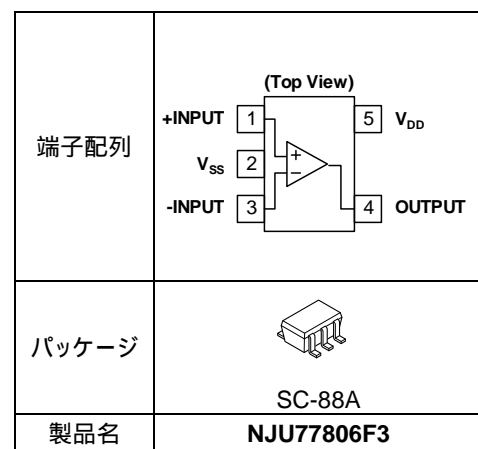 端子配列
(Top View)
+INPUT 1 5 VDD
VSS 2
+
−
-INPUT 3 4 OUTPUT
パッケージ
SC-88A
製品名 NJU77806F3